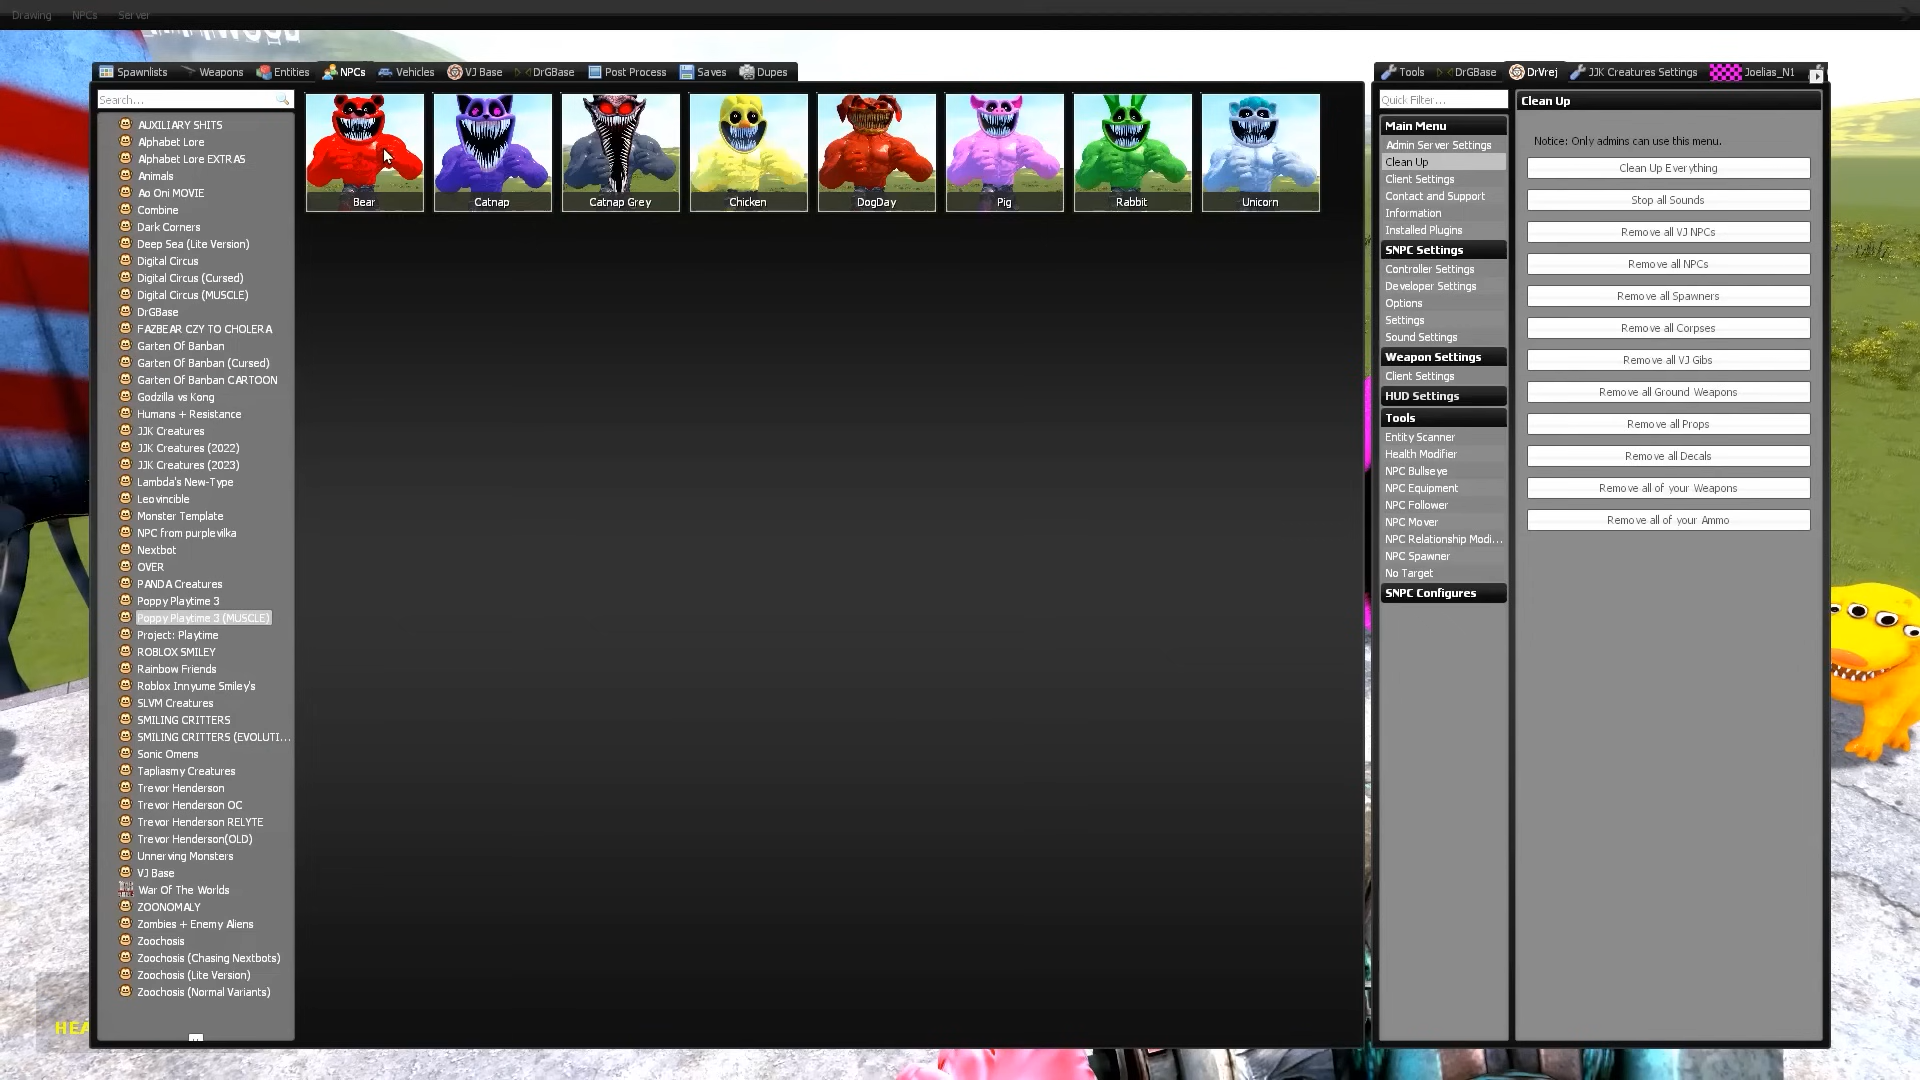 Drawing NPCs Server
Spawnlists Weapons Entities NPCs Vehicles VJ Base DrGBase Post Process Saves Dupes
Search...
AUXILIARY SHITS
Alphabet Lore
Alphabet Lore EXTRAS
Animals
Ao Oni MOVIE
Combine
Dark Corners
Deep Sea (Lite Version)
Digital Circus
Digital Circus (Cursed)
Digital Circus (MUSCLE)
DrGBase
FAZBEAR CZY TO CHOLERA
Garten Of Banban
Garten Of Banban (Cursed)
Garten Of Banban CARTOON
Godzilla vs Kong
Humans + Resistance
JJK Creatures
JJK Creatures (2022)
JJK Creatures (2023)
Lambda's New-Type
Leovincible
Monster Template
NPC from purplevilka
Nextbot
OVER
PANDA Creatures
Poppy Playtime 3
Poppy Playtime 3 (MUSCLE)
Project: Playtime
ROBLOX SMILEY
Rainbow Friends
Roblox Innyume Smiley's
SLVM Creatures
SMILING CRITTERS
SMILING CRITTERS (EVOLUTI...
Sonic Omens
Tapliasmy Creatures
Trevor Henderson
Trevor Henderson OC
Trevor Henderson RELYTE
Trevor Henderson(OLD)
Unnerving Monsters
VJ Base
War Of The Worlds
ZOONOMALY
Zombies + Enemy Aliens
Zoochosis
Zoochosis (Chasing Nextbots)
Zoochosis (Lite Version)
Zoochosis (Normal Variants)
HEA
Bear Catnap Catnap Grey Chicken DogDay Pig Rabbit Unicorn
Tools DrGBase DrVrej JJK Creatures Settings Joelias_N1
Quick Filter...
Main Menu
Admin Server Settings
Clean Up
Client Settings
Contact and Support
Information
Installed Plugins
SNPC Settings
Controller Settings
Developer Settings
Options
Settings
Sound Settings
Weapon Settings
Client Settings
HUD Settings
Tools
Entity Scanner
Health Modifier
NPC Bullseye
NPC Equipment
NPC Follower
NPC Mover
NPC Relationship Modi...
NPC Spawner
No Target
SNPC Configures
Clean Up
Notice: Only admins can use this menu.
Clean Up Everything
Stop all Sounds
Remove all VJ NPCs
Remove all NPCs
Remove all Spawners
Remove all Corpses
Remove all VJ Gibs
Remove all Ground Weapons
Remove all Props
Remove all Decals
Remove all of your Weapons
Remove all of your Ammo